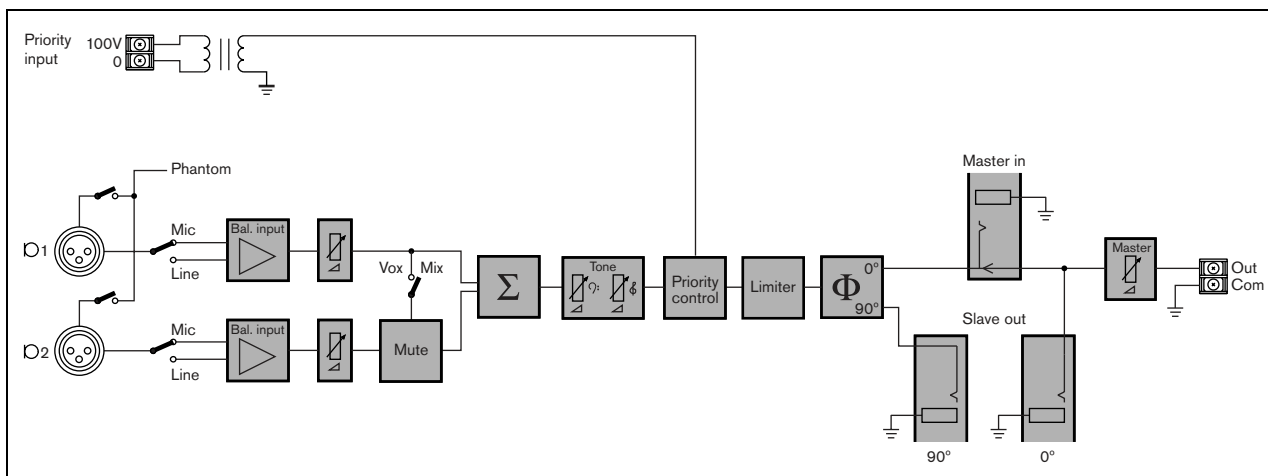 Priority
input
100V
0
Phantom
Master in
1
Mic
Bal. input
Line
Vox
Mix
Σ
Tone
Priority
control
Limiter
Φ
0°
90°
Master
Out
Com
2
Mic
Bal. input
Line
Mute
Slave out
90°
0°